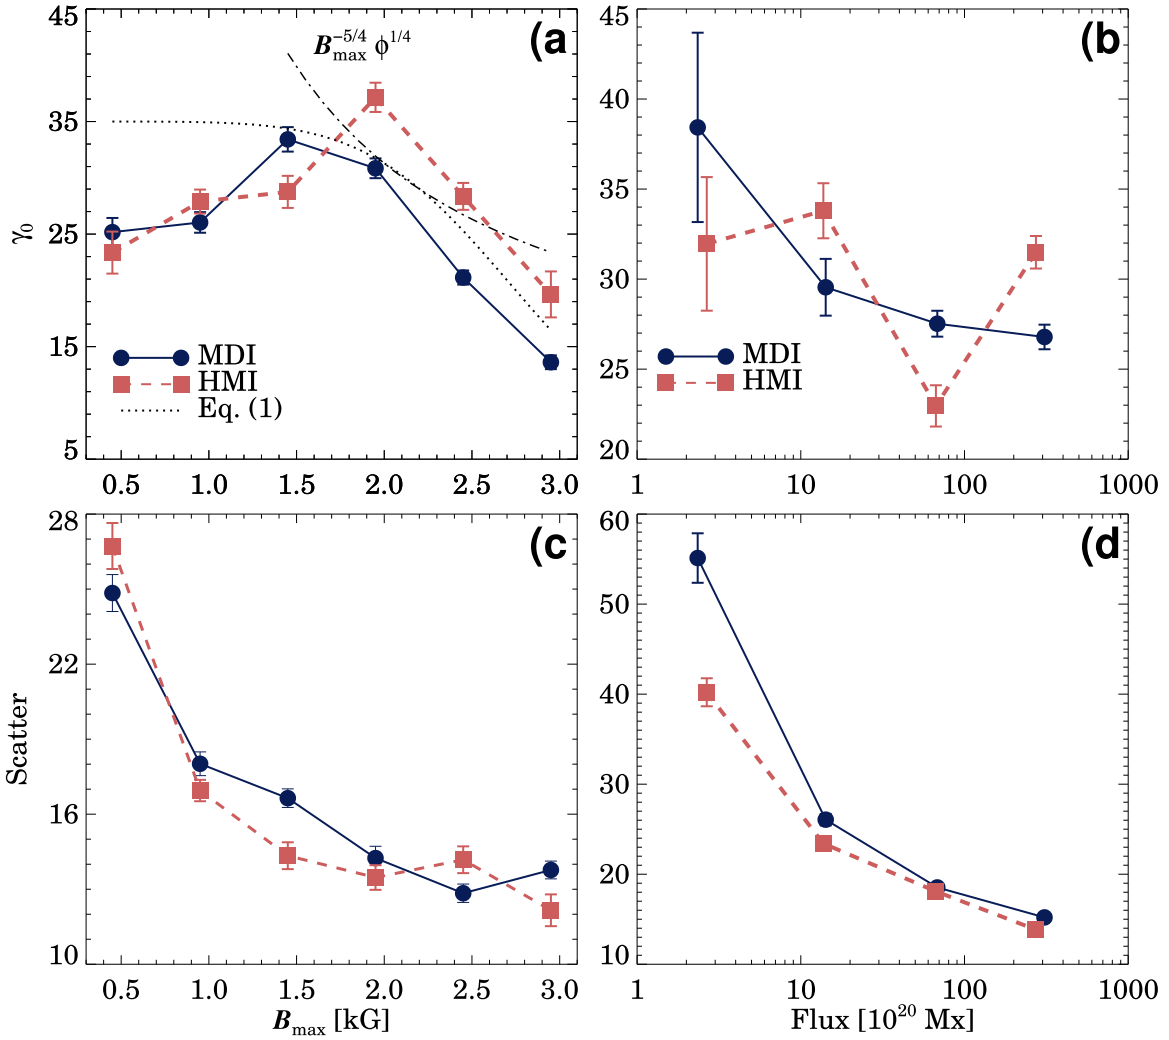 45
35
25
15
5
γ₀
(a
B_max^−5/4 ϕ^1/4
MDI
HMI
Eq. (1)
0.5 1.0 1.5 2.0 2.5 3.0
45
40
35
30
25
20
(b
MDI
HMI
1 10 100 1000
28
22
16
10
Scatter
(c
0.5 1.0 1.5 2.0 2.5 3.0
B_max [kG]
60
50
40
30
20
10
(d
1 10 100 1000
Flux [10²⁰ Mx]